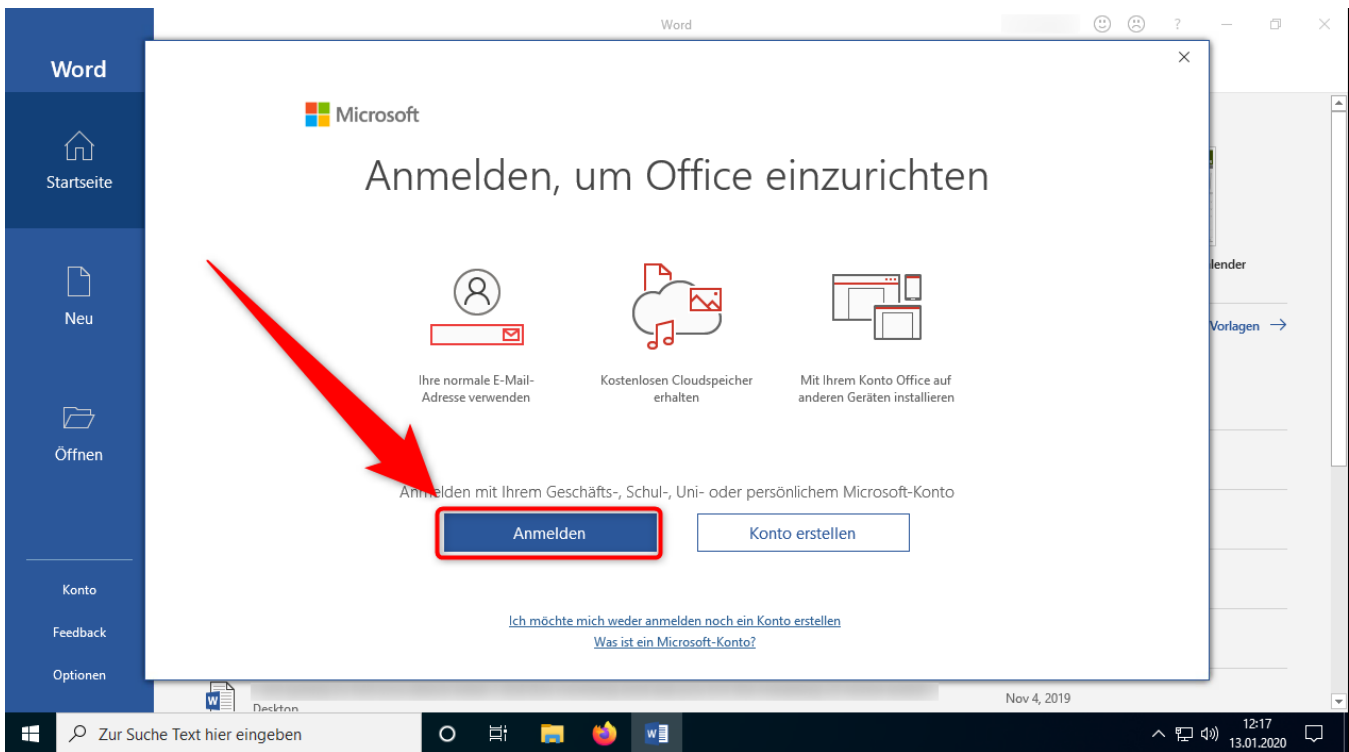 Word
?
Word
Startseite
Neu
Öffnen
Konto
Feedback
Optionen
Microsoft
Anmelden, um Office einzurichten
Ihre normale E-Mail-
Adresse verwenden
Kostenlosen Cloudspeicher
erhalten
Mit Ihrem Konto Office auf
anderen Geräten installieren
Anmelden mit Ihrem Geschäfts-, Schul-, Uni- oder persönlichem Microsoft-Konto
Anmelden
Konto erstellen
Ich möchte mich weder anmelden noch ein Konto erstellen
Was ist ein Microsoft-Konto?
lender
Vorlagen
Desktop
Nov 4, 2019
Zur Suche Text hier eingeben
12:17
13.01.2020